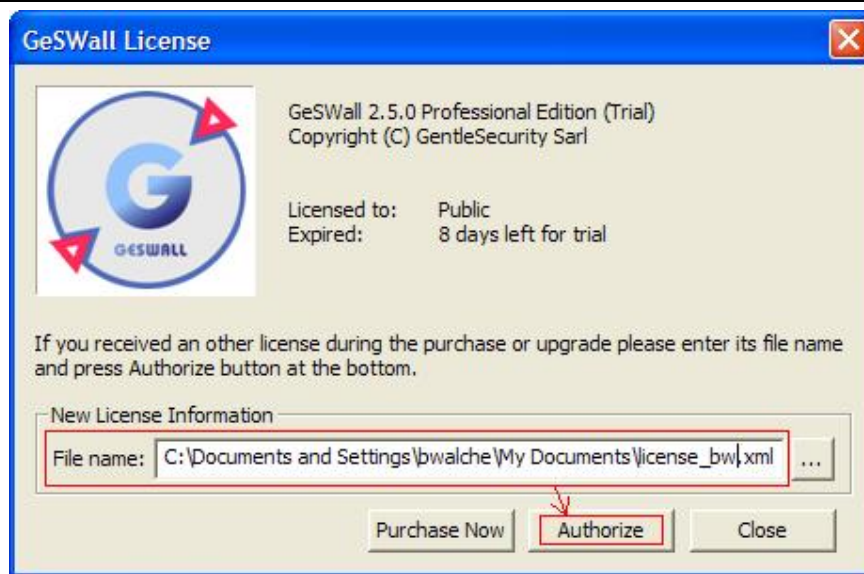 GeSWall License
GeSWall 2.5.0 Professional Edition (Trial)
Copyright (C) GentleSecurity Sarl
Licensed to: Public
Expired: 8 days left for trial
G
GESWALL
If you received an other license during the purchase or upgrade please enter its file name
and press Authorize button at the bottom.
New License Information
File name: C:\Documents and Settings\bwalche\My Documents\license_bw.xml ...
Purchase Now Authorize Close